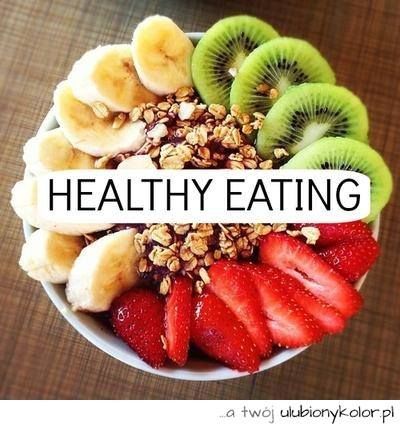 HEALTHY EATING
...a twój ulubionykolor.pl